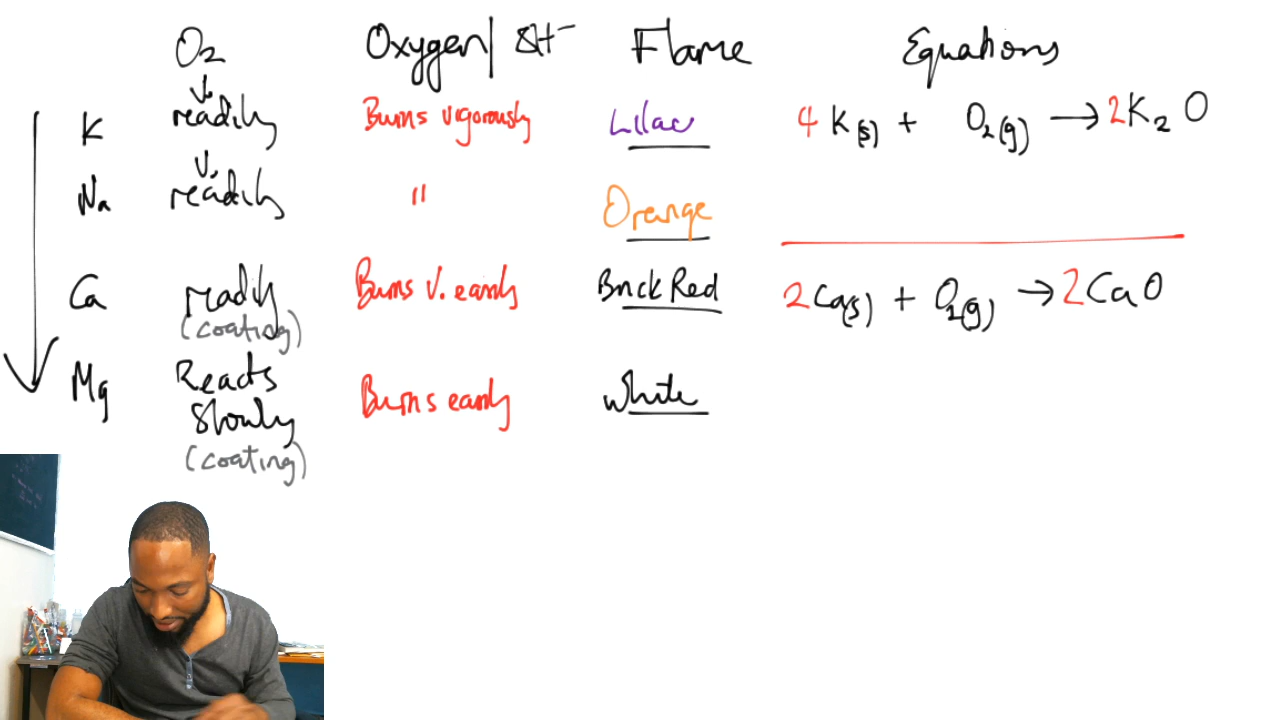 O₂ Oxygen/ Flame Equations
K v. readily Burns vigorously Lilac 4K(s) + O₂(g) → 2K₂O
Na v. readily " Orange
Ca readily Burns v. easily Brick Red 2Ca(s) + O₂(g) → 2CaO
(coating)
Mg Reacts Burns easily White
Slowly
(coating)